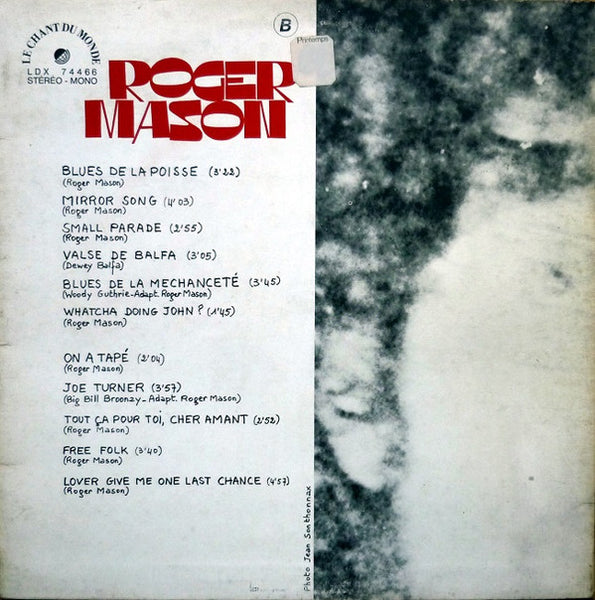 LE CHANT DU MONDE
LDX 74466
STÉRÉO - MONO
B
Printemps
ROGER
MASON
BLUES DE LA POISSE (3'22)
(Roger Mason)
MIRROR SONG (4'03)
(Roger Mason)
SMALL PARADE (2'55)
(Roger Mason)
VALSE DE BALFA (3'05)
(Dewey Balfa)
BLUES DE LA MECHANCETÉ (3'45)
(Woody Guthrie-Adapt. Roger Mason)
WHATCHA DOING JOHN? (1'45)
(Roger Mason)
ON A TAPÉ (2'04)
(Roger Mason)
JOE TURNER (3'57)
(Big Bill Broonzy-Adapt. Roger Mason)
TOUT ÇA POUR TOI, CHER AMANT (2'52)
(Roger Mason)
FREE FOLK (3'40)
(Roger Mason)
LOVER GIVE ME ONE LAST CHANCE (4'57)
(Roger Mason)
Photo Jean Sonthonnax